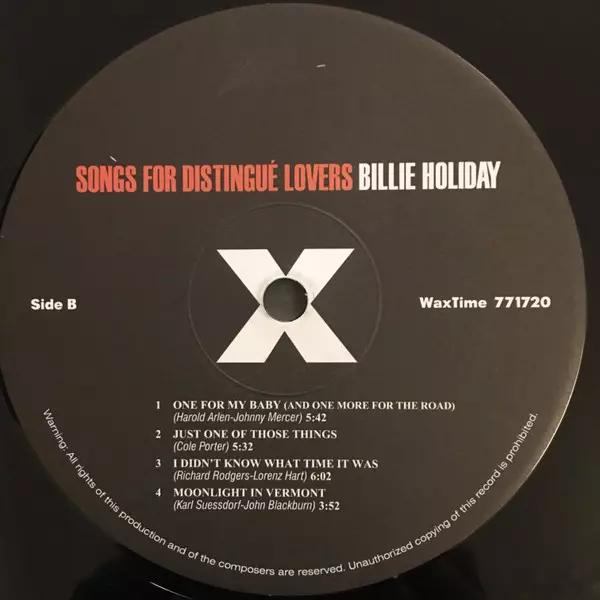 SONGS FOR DISTINGUÉ LOVERS BILLIE HOLIDAY
X
Side B
WaxTime 771720
1 ONE FOR MY BABY (AND ONE MORE FOR THE ROAD)
(Harold Arlen-Johnny Mercer) 5:42
2 JUST ONE OF THOSE THINGS
(Cole Porter) 5:32
3 I DIDN'T KNOW WHAT TIME IT WAS
(Richard Rodgers-Lorenz Hart) 6:02
4 MOONLIGHT IN VERMONT
(Karl Suessdorf-John Blackburn) 3:52
Warning: All rights of this production and of the composers are reserved. Unauthorized copying of this record is prohibited.